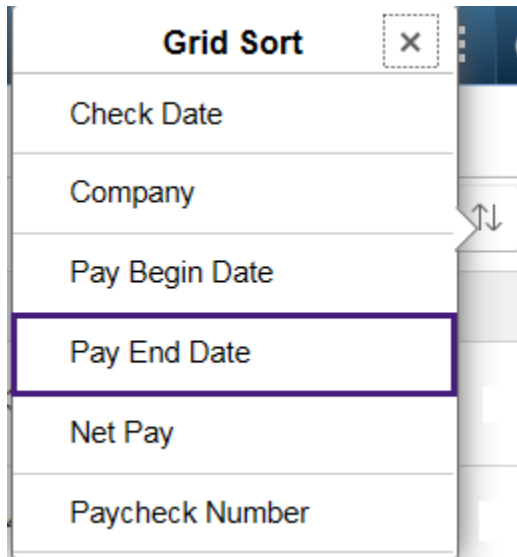 Grid Sort
Check Date
Company
Pay Begin Date
Pay End Date
Net Pay
Paycheck Number